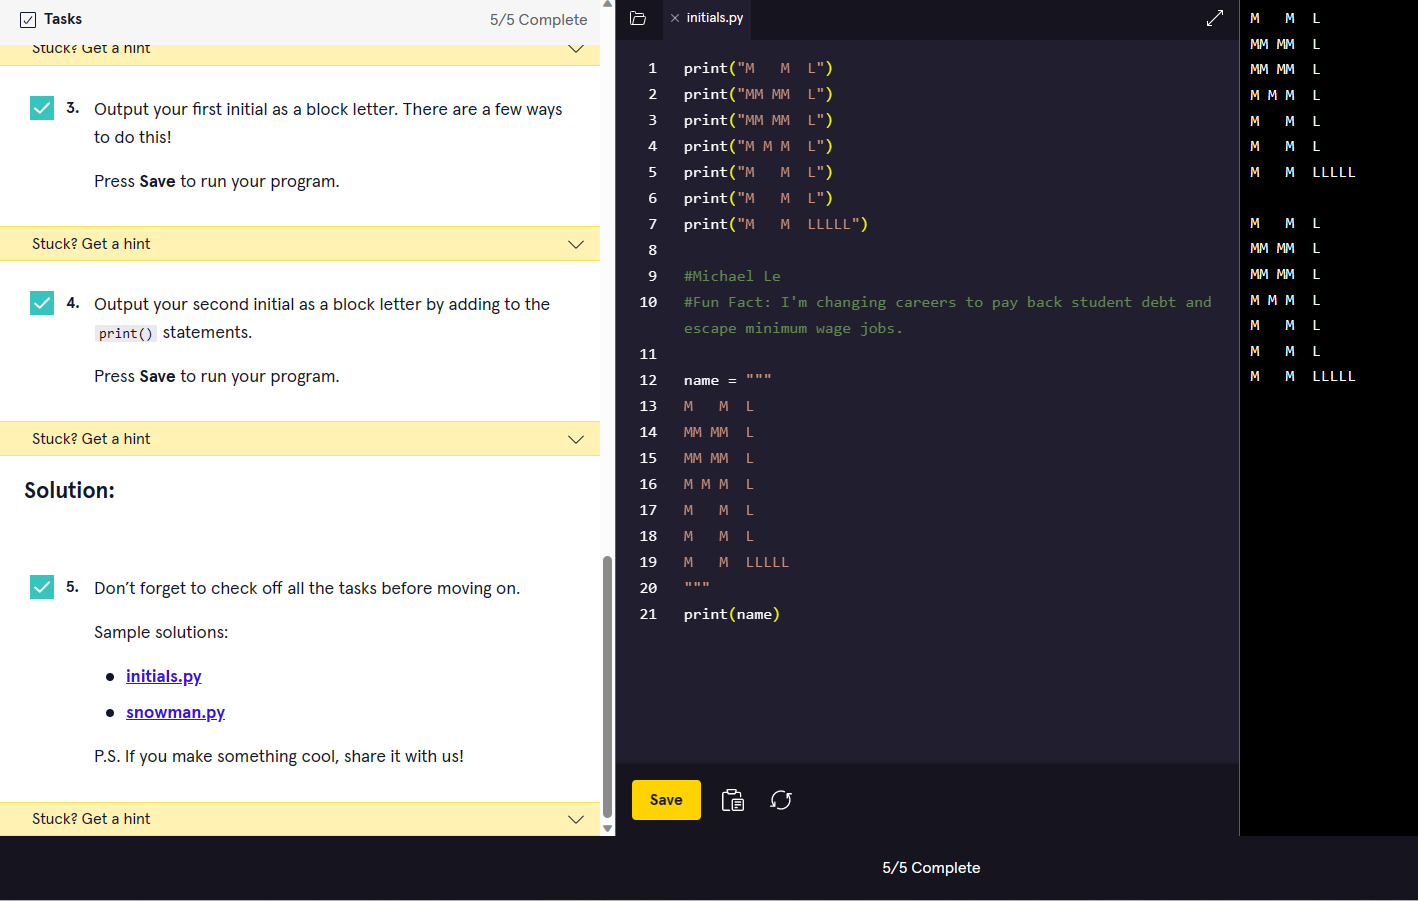 Tasks
5/5 Complete
Stuck? Get a hint
3. Output your first initial as a block letter. There are a few ways
to do this!
Press Save to run your program.
Stuck? Get a hint
4. Output your second initial as a block letter by adding to the
print() statements.
Press Save to run your program.
Stuck? Get a hint
Solution:
5. Don't forget to check off all the tasks before moving on.
Sample solutions:
initials.py
snowman.py
P.S. If you make something cool, share it with us!
Stuck? Get a hint
initials.py
1 print("M   M  L")
2 print("MM MM  L")
3 print("MM MM  L")
4 print("M M M  L")
5 print("M   M  L")
6 print("M   M  L")
7 print("M   M  LLLLL")
8
9 #Michael Le
10 #Fun Fact: I'm changing careers to pay back student debt and
escape minimum wage jobs.
11
12 name = """
13 M   M  L
14 MM MM  L
15 MM MM  L
16 M M M  L
17 M   M  L
18 M   M  L
19 M   M  LLLLL
20 """
21 print(name)
Save
M   M  L
MM MM  L
MM MM  L
M M M  L
M   M  L
M   M  L
M   M  LLLLL
M   M  L
MM MM  L
MM MM  L
M M M  L
M   M  L
M   M  L
M   M  LLLLL
5/5 Complete